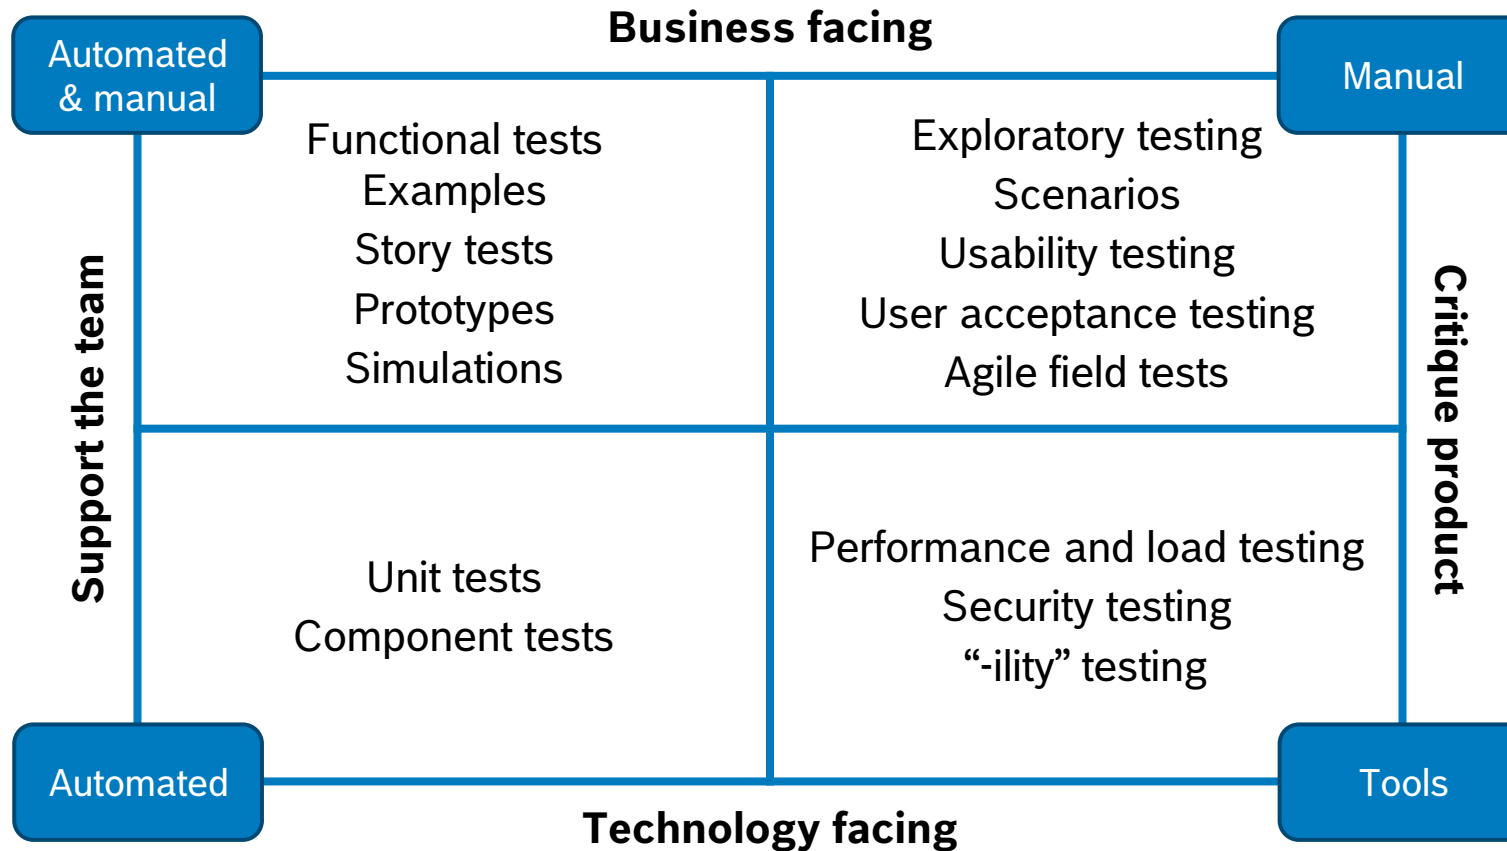 Business facing
Automated
& manual
Manual
Functional tests
Examples
Story tests
Prototypes
Simulations
Exploratory testing
Scenarios
Usability testing
User acceptance testing
Agile field tests
Support the team
Critique product
Unit tests
Component tests
Performance and load testing
Security testing
“-ility” testing
Automated
Tools
Technology facing